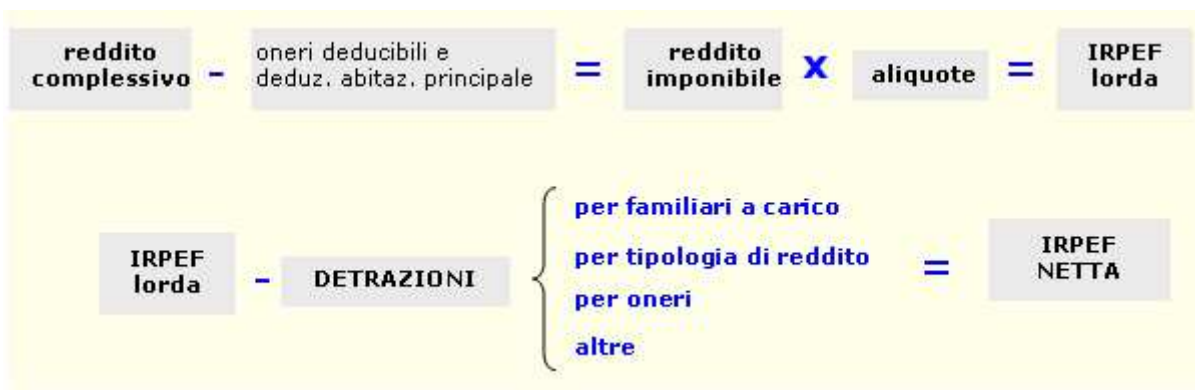 reddito complessivo - oneri deducibili e deduz. abitaz. principale = reddito imponibile x aliquote = IRPEF lorda
IRPEF lorda - DETRAZIONI { per familiari a carico
per tipologia di reddito
per oneri
altre
= IRPEF NETTA